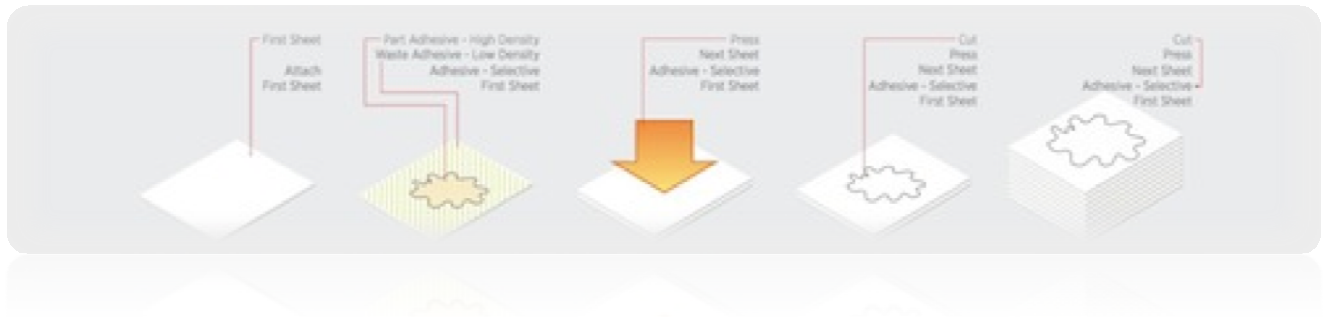 First Sheet
Attach
First Sheet
Part Adhesive - High Density
Waste Adhesive - Low Density
Adhesive - Selective
First Sheet
Press
Next Sheet
Adhesive - Selective
First Sheet
Cut
Press
Next Sheet
Adhesive - Selective
First Sheet
Cut
Press
Next Sheet
Adhesive - Selective
First Sheet